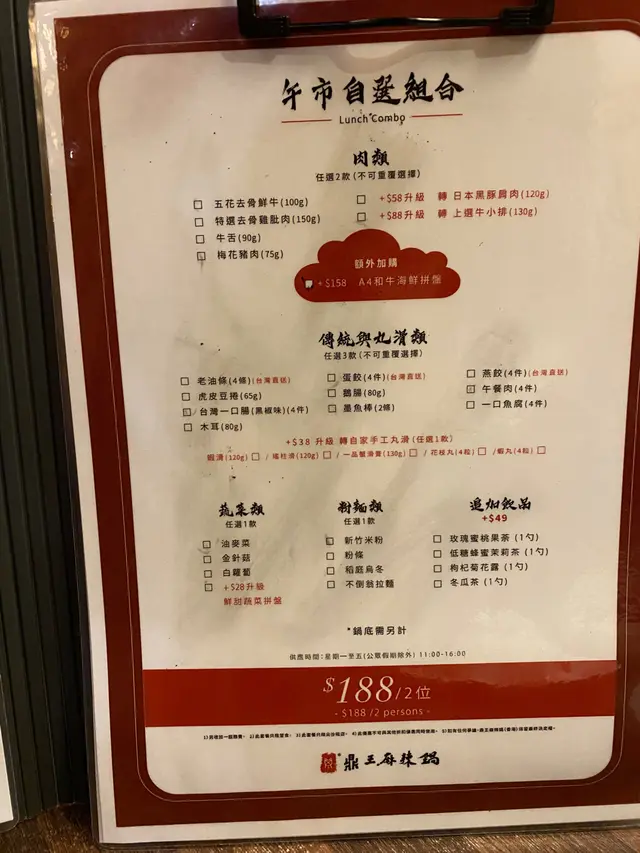 午市自選組合
Lunch Combo
肉類
任選2款(不可重覆選擇)
□ 五花去骨鮮牛(100g)
□ 特選去骨雞肶肉(150g)
□ 牛舌(90g)
□ 梅花豬肉(75g)
□ +$58升級 轉 日本黑豚肩肉(120g)
□ +$88升級 轉 上選牛小排(130g)
額外加購
+$158 A4和牛海鮮拼盤
傳統與丸滑類
任選3款(不可重覆選擇)
□ 老油條(4條)(台灣直送)
□ 虎皮豆捲(65g)
□ 台灣一口腸(黑椒味)(4件)
□ 木耳(80g)
□ 蛋餃(4件)(台灣直送)
□ 鵝腸(80g)
□ 墨魚棒(2條)
□ 燕餃(4件)(台灣直送)
□ 午餐肉(4件)
□ 一口魚腐(4件)
+$38 升級 轉自家手工丸滑(任選1款)
蝦滑(120g) □ / 瑤柱滑(120g) □ / 一品蟹滑(130g) □ / 花枝丸(4粒) □ / 蝦丸(4粒) □
蔬菜類
任選1款
□ 油麥菜
□ 金針菇
□ 白蘿蔔
□ +$28升級
鮮甜蔬菜拼盤
粉麵類
任選1款
□ 新竹米粉
□ 粉條
□ 稻庭烏冬
□ 不倒翁拉麵
追加飲品
+$49
□ 玫瑰蜜桃果茶 (1勺)
□ 低糖蜂蜜茉莉茶 (1勺)
□ 枸杞菊花露 (1勺)
□ 冬瓜茶 (1勺)
*鍋底需另計
供應時間:星期一至五(公眾假期除外) 11:00-16:00
$188/2位
- $188 /2 persons -
鼎王麻辣鍋